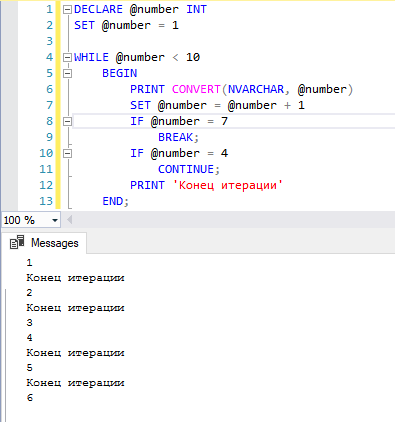 1 DECLARE @number INT
2 SET @number = 1
3
4 WHILE @number < 10
5 BEGIN
6 PRINT CONVERT(NVARCHAR, @number)
7 SET @number = @number + 1
8 IF @number = 7
9 BREAK;
10 IF @number = 4
11 CONTINUE;
12 PRINT 'Конец итерации'
13 END;
100 %
Messages
1
Конец итерации
2
Конец итерации
3
4
Конец итерации
5
Конец итерации
6